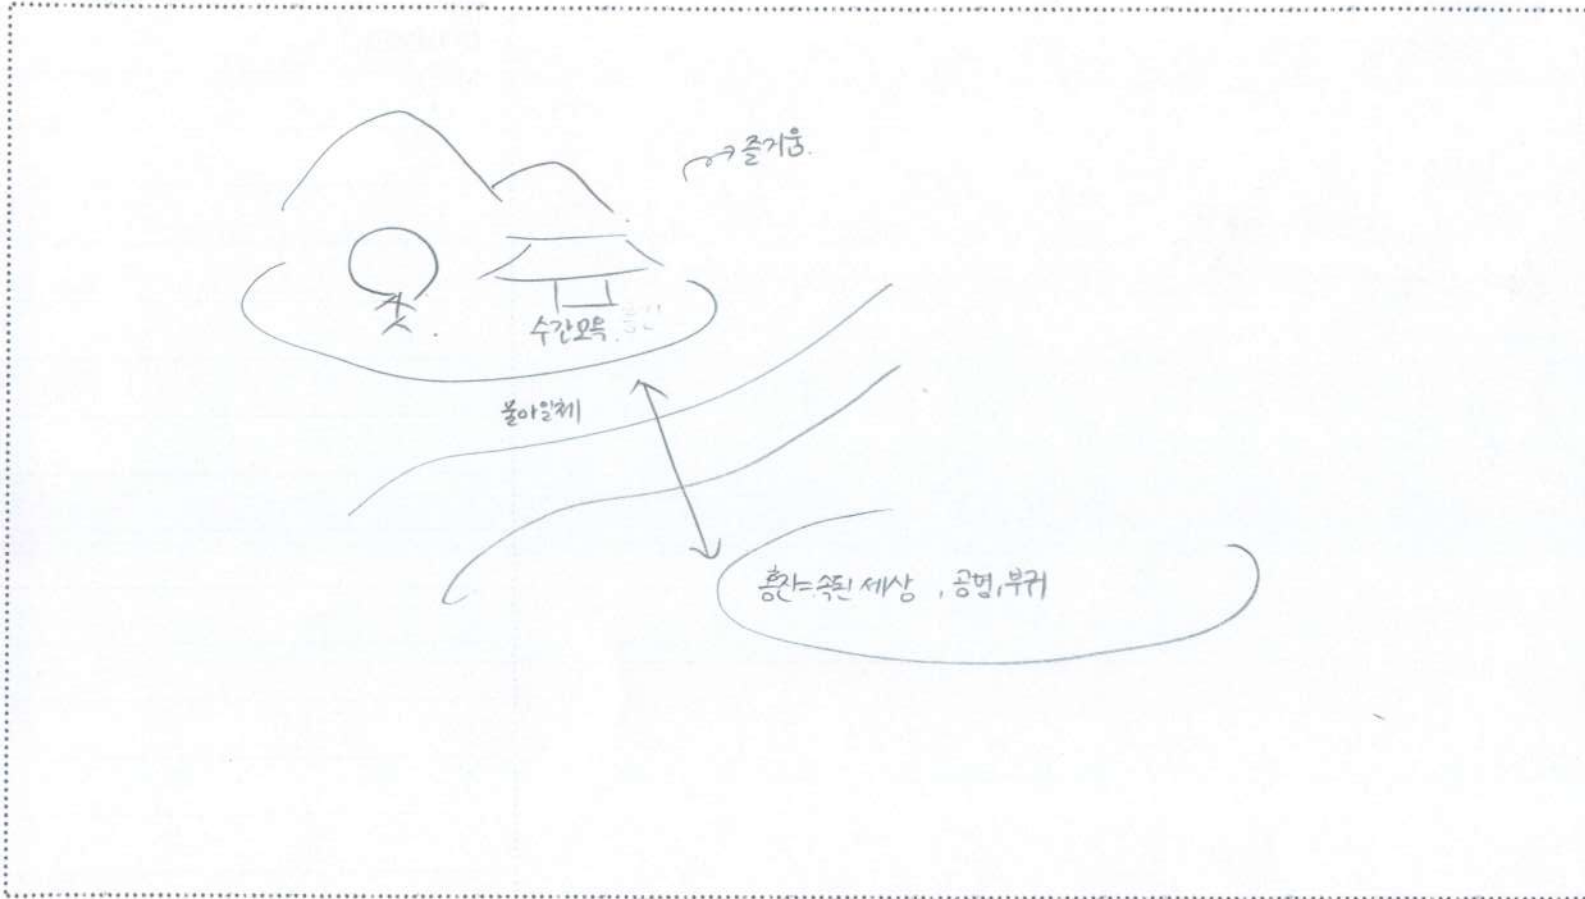 즐거움.
수간모옥
물아일체
홍진=속된 세상 , 공명, 부귀